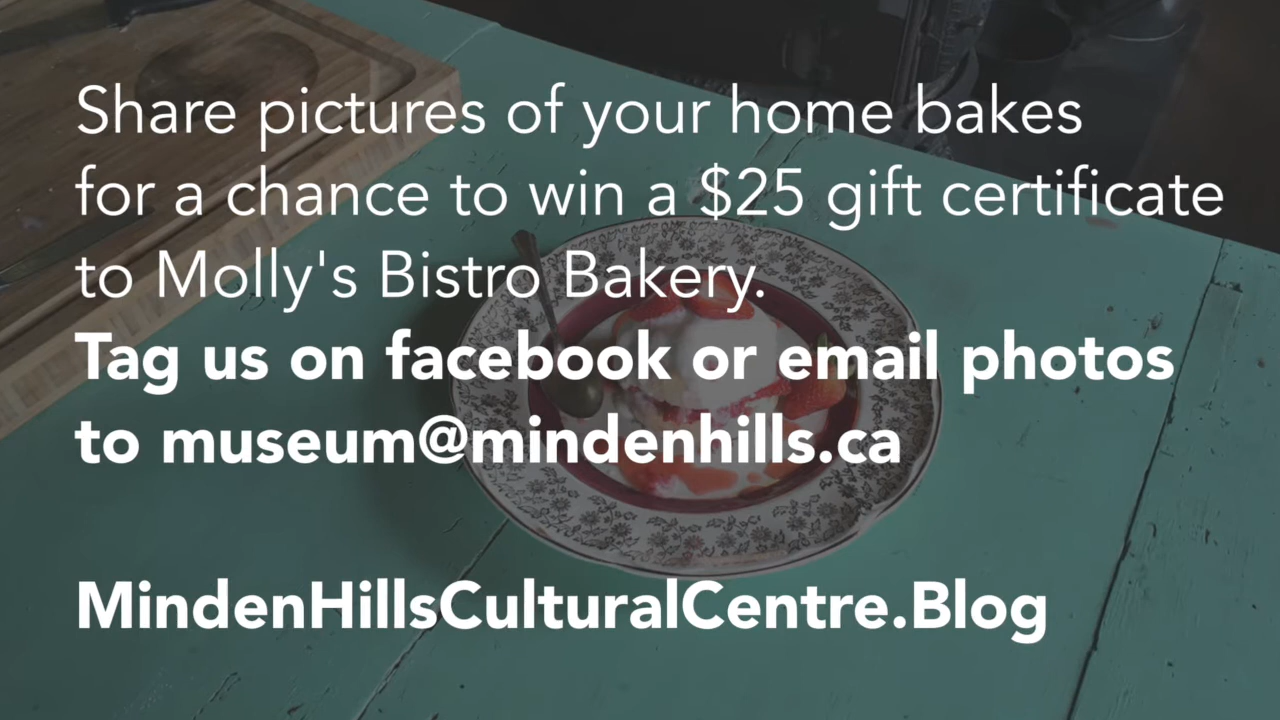 Share pictures of your home bakes
for a chance to win a $25 gift certificate
to Molly's Bistro Bakery.
Tag us on facebook or email photos
to museum@mindenhills.ca
MindenHillsCulturalCentre.Blog